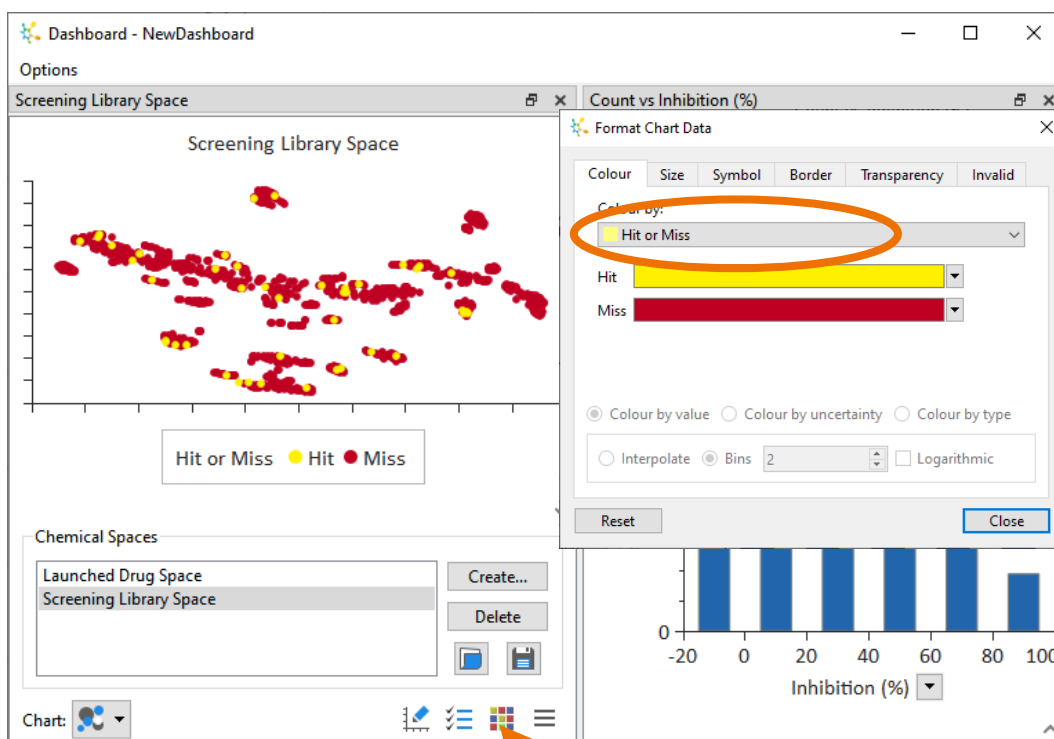 Dashboard - NewDashboard
Options
Screening Library Space
Count vs Inhibition (%)
Screening Library Space
Hit or Miss Hit Miss
Chemical Spaces
Launched Drug Space
Screening Library Space
Create...
Delete
Chart:
Format Chart Data
Colour Size Symbol Border Transparency Invalid
Colour by:
Hit or Miss
Hit
Miss
Colour by value Colour by uncertainty Colour by type
Interpolate Bins 2 Logarithmic
Reset Close
0
-20 0 20 40 60 80 100
Inhibition (%)